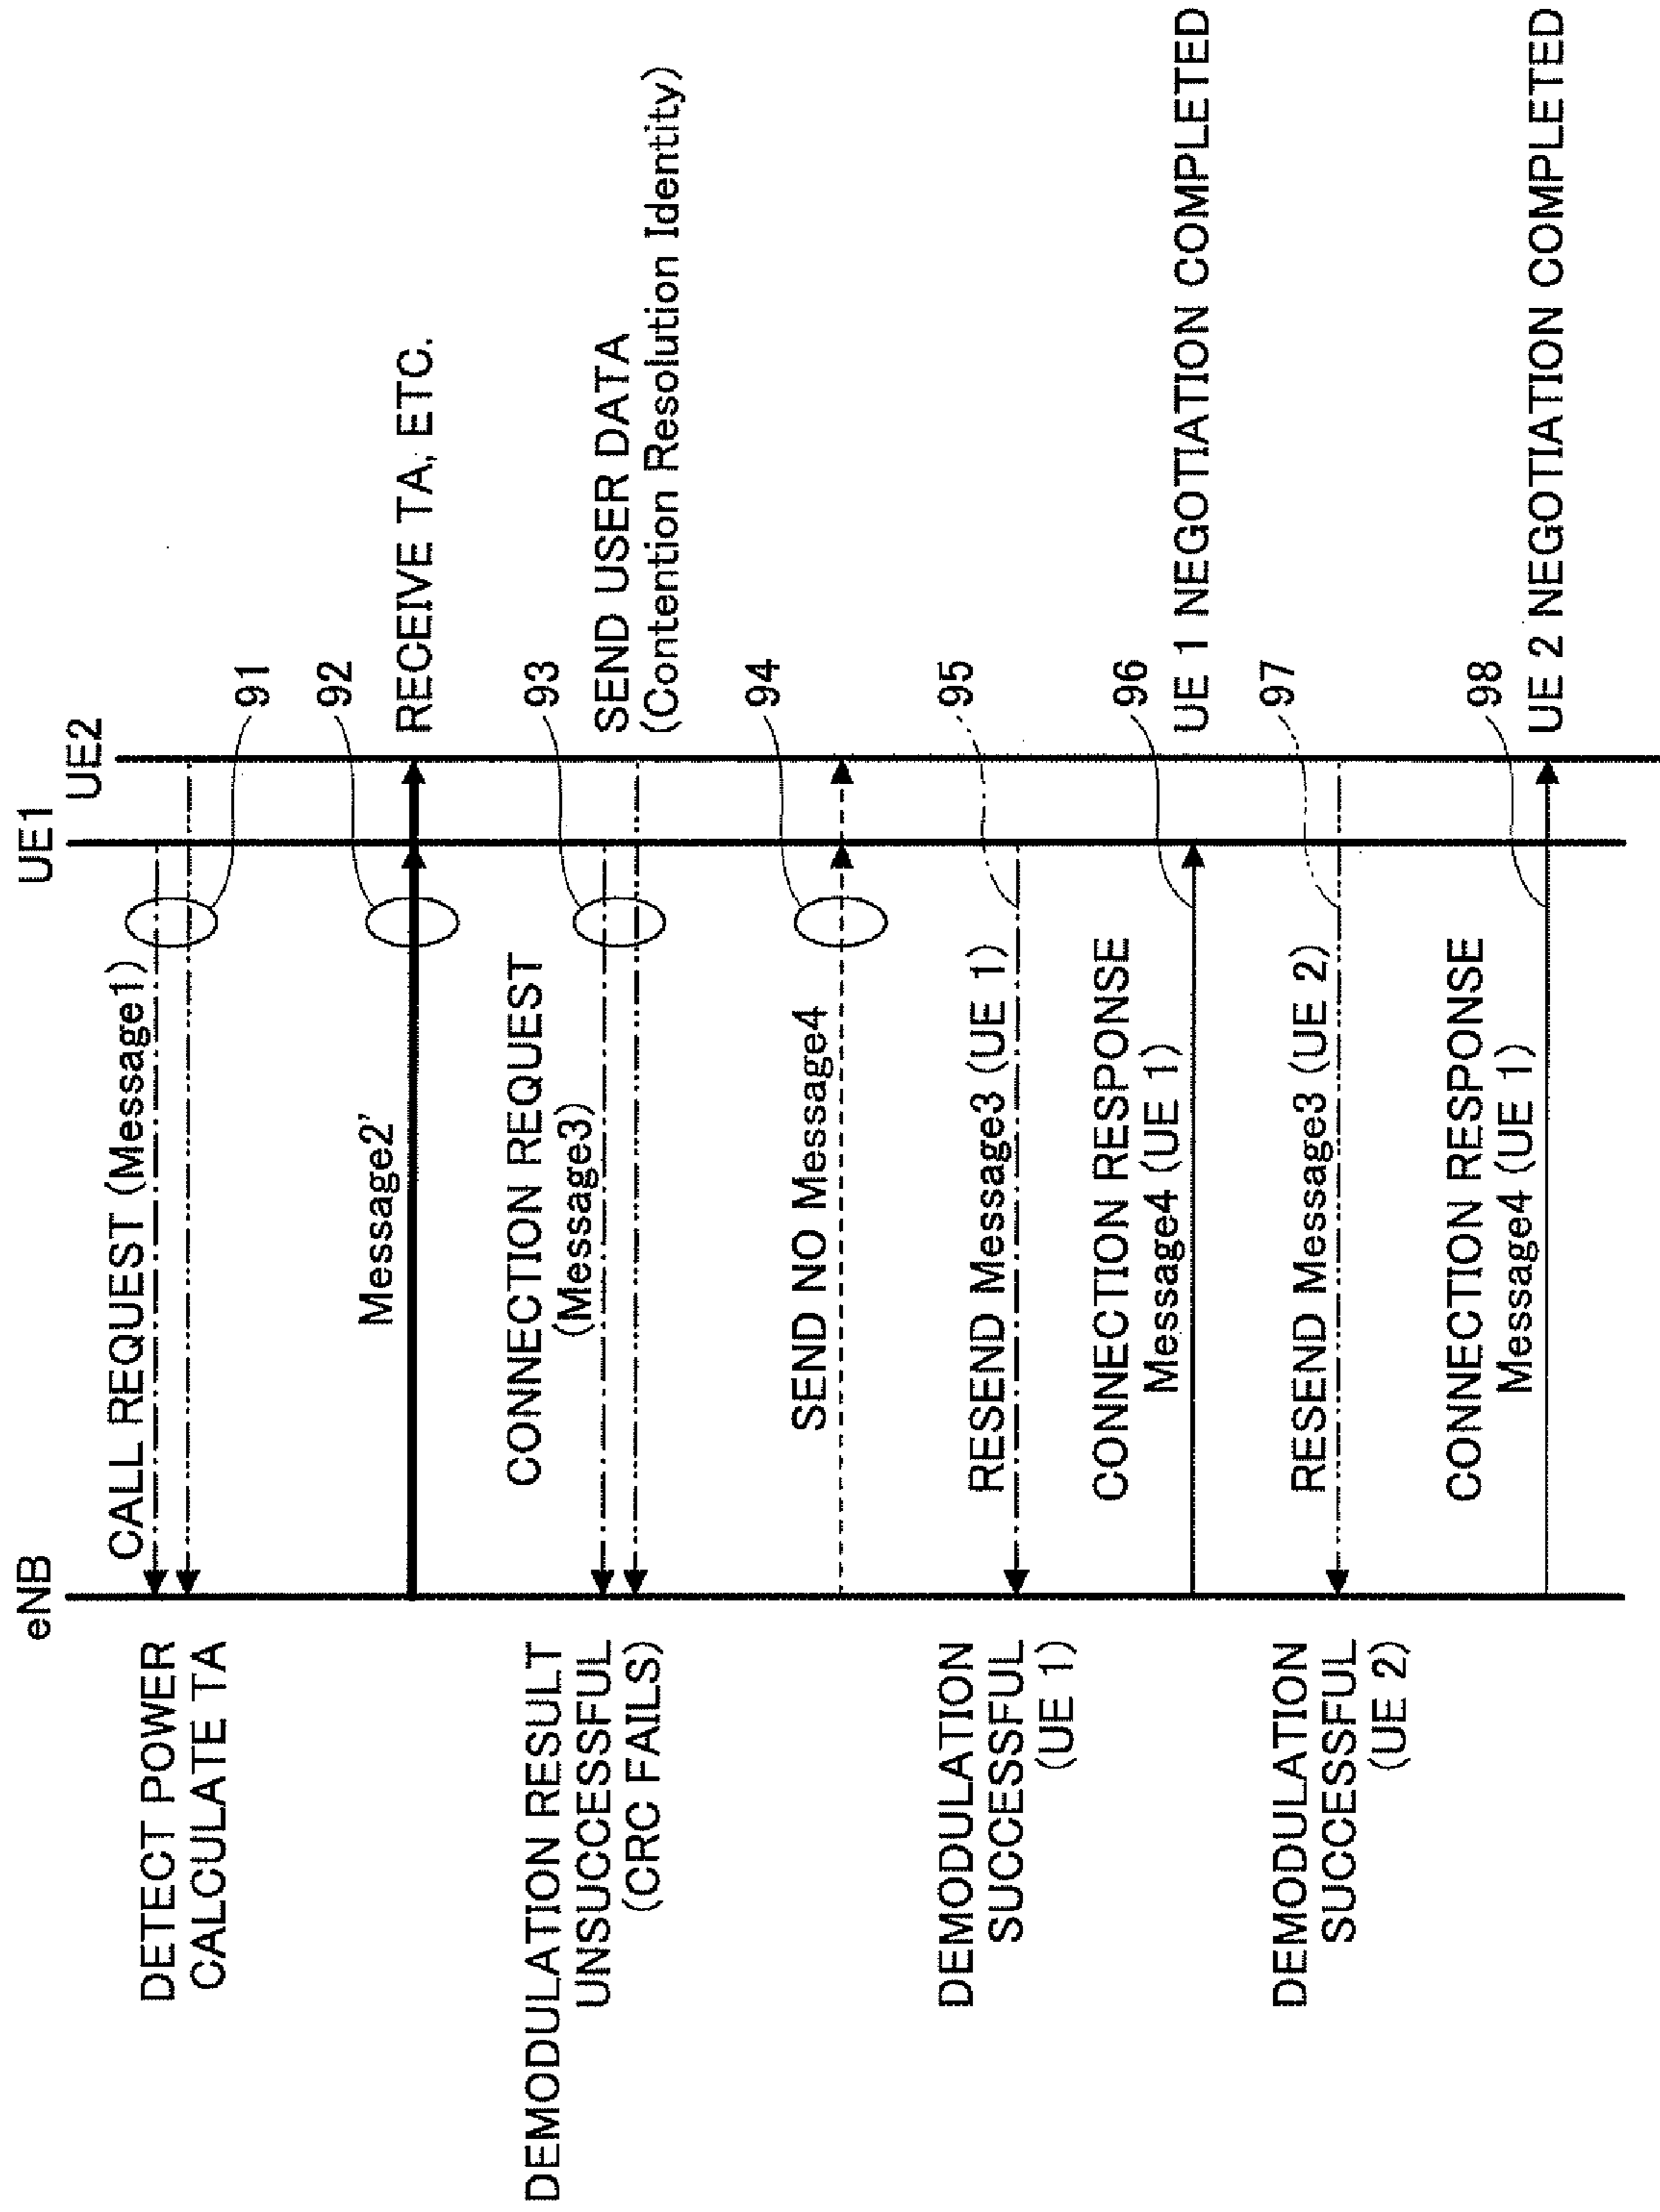 eNB
UE1
UE2
DETECT POWER
CALCULATE TA
CALL REQUEST (Message1)
91
Message2'
92
RECEIVE TA, ETC.
DEMODULATION RESULT
UNSUCCESSFUL
(CRC FAILS)
CONNECTION REQUEST
(Message3)
93
SEND USER DATA
(Contention Resolution Identity)
SEND NO Message4
94
DEMODULATION
SUCCESSFUL
(UE 1)
RESEND Message3 (UE 1)
95
CONNECTION RESPONSE
Message4 (UE 1)
96
UE 1 NEGOTIATION COMPLETED
DEMODULATION
SUCCESSFUL
(UE 2)
RESEND Message3 (UE 2)
97
CONNECTION RESPONSE
Message4 (UE 1)
98
UE 2 NEGOTIATION COMPLETED